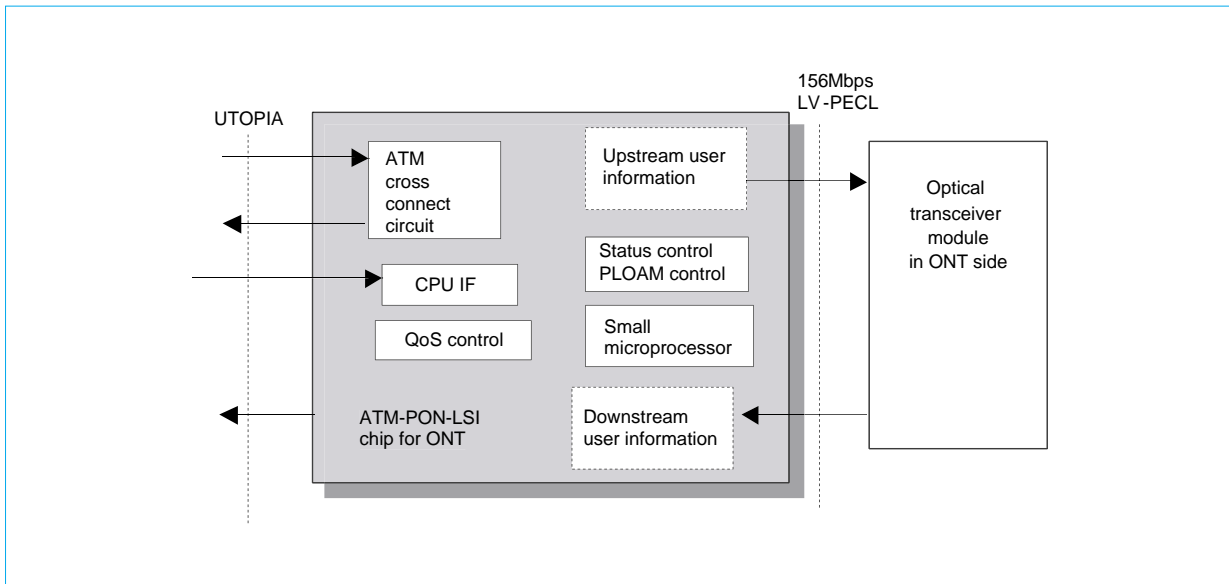 UTOPIA
156Mbps
LV-PECL
ATM
cross
connect
circuit
CPU IF
QoS control
ATM-PON-LSI
chip for ONT
Upstream user
information
Status control
PLOAM control
Small
microprocessor
Downstream
user information
Optical
transceiver
module
in ONT side